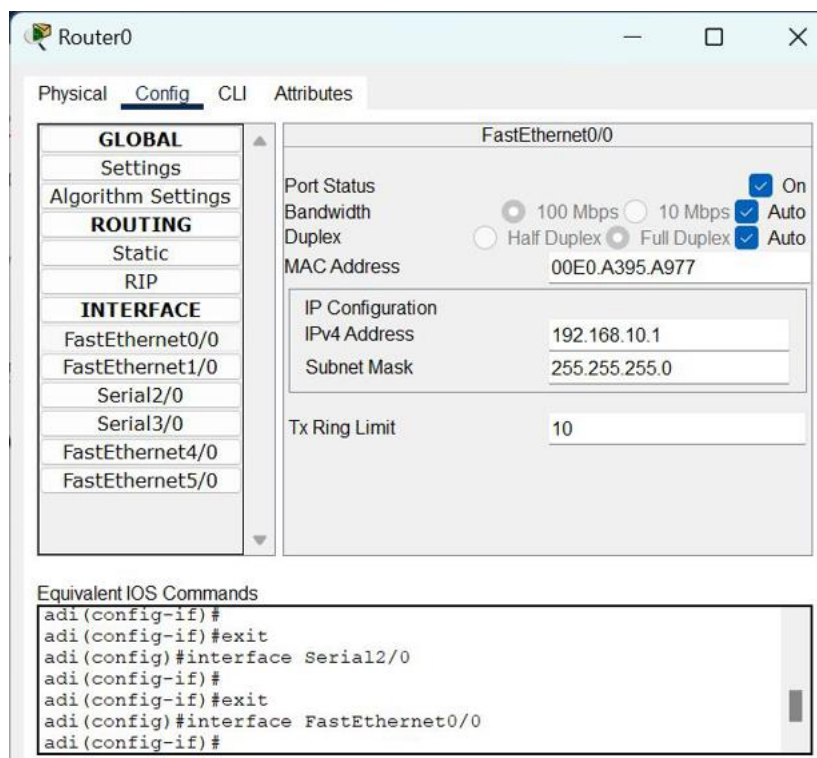 Router0
Physical Config CLI Attributes
GLOBAL
Settings
Algorithm Settings
ROUTING
Static
RIP
INTERFACE
FastEthernet0/0
FastEthernet1/0
Serial2/0
Serial3/0
FastEthernet4/0
FastEthernet5/0
FastEthernet0/0
Port Status On
Bandwidth 100 Mbps 10 Mbps Auto
Duplex Half Duplex Full Duplex Auto
MAC Address 00E0.A395.A977
IP Configuration
IPv4 Address 192.168.10.1
Subnet Mask 255.255.255.0
Tx Ring Limit 10
Equivalent IOS Commands
adi(config-if)#
adi(config-if)#exit
adi(config)#interface Serial2/0
adi(config-if)#
adi(config-if)#exit
adi(config)#interface FastEthernet0/0
adi(config-if)#